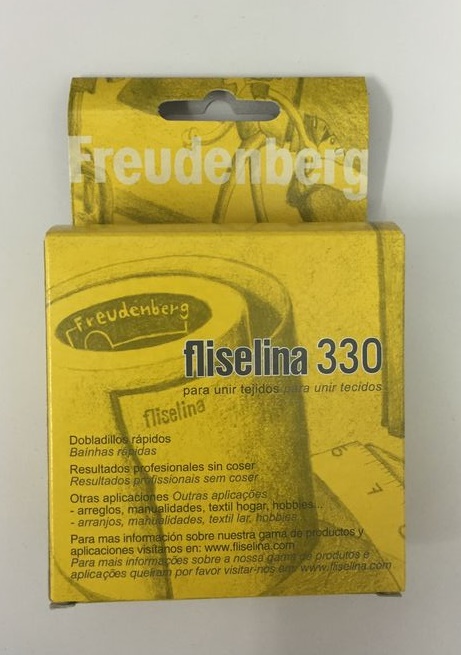 Freudenberg
Freudenberg
fliselina 330
para unir tejidos para unir tecidos
fliselina
Dobladillos rápidos
Bainhas rápidas
Resultados profesionales sin coser
Resultados profissionais sem coser
Otras aplicaciones Outras aplicações
- arreglos, manualidades, textil hogar, hobbies...
- arranjos, manualidades, textil lar, hobbies...
Para mas información sobre nuestra gama de productos y
aplicaciones visitanos en: www.fliselina.com
Para mais informações sobre a nossa gama de produtos e
aplicações queiram por favor visitar-nos em www.fliselina.com
6
7